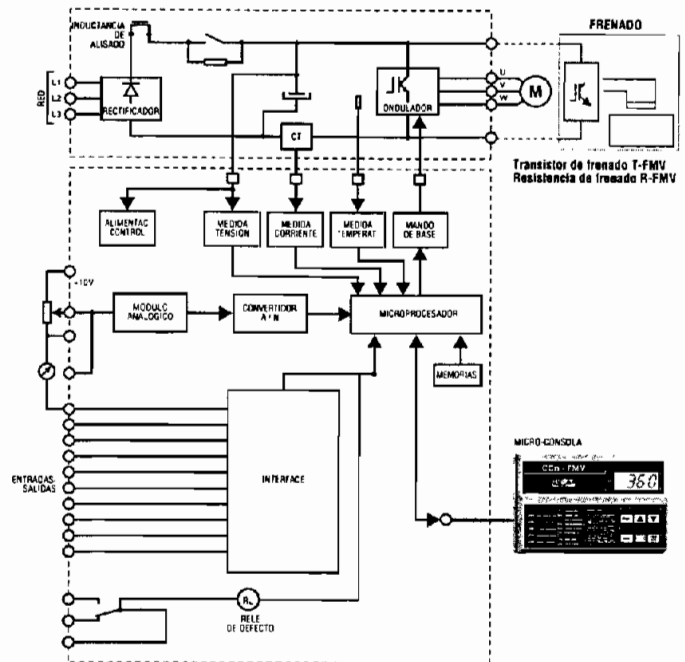 INDUCTANCIA
DE
ALISADO
FRENADO
RED
L1
L2
L3
RECTIFICADOR
ONDULADOR
U
V
W
M
CT
Transistor de frenado T-FMV
Resistencia de frenado R-FMV
ALIMENTAC
CONTROL
MEDIDA
TENSION
MEDIDA
CORRIENTE
MEDIDA
TEMPERAT
MANDO
DE BASE
+10V
MODULO
ANALOGICO
CONVERTIDOR
MICROPROCESADOR
MEMORIAS
ENTRADAS
SALIDAS
INTERFACE
MICRO-CONSOLA
CDn-FMV
360
RL
RELE
DE DEFECTO